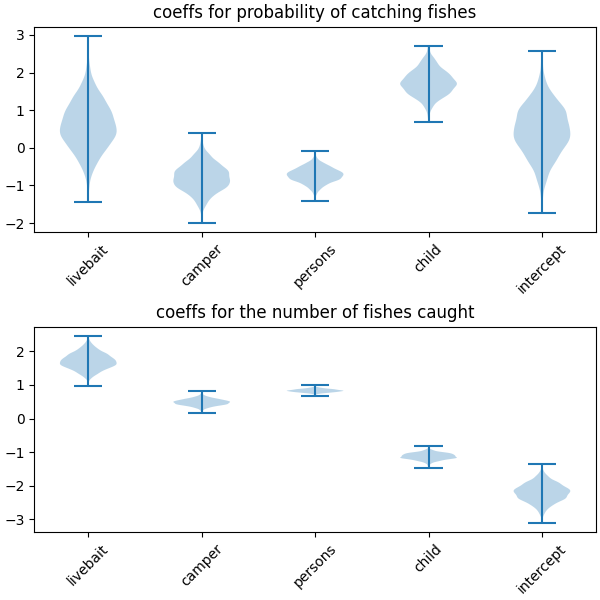 coeffs for probability of catching fishes
3
2
1
0
−1
−2
livebait
camper
persons
child
intercept
coeffs for the number of fishes caught
2
1
0
−1
−2
−3
livebait
camper
persons
child
intercept